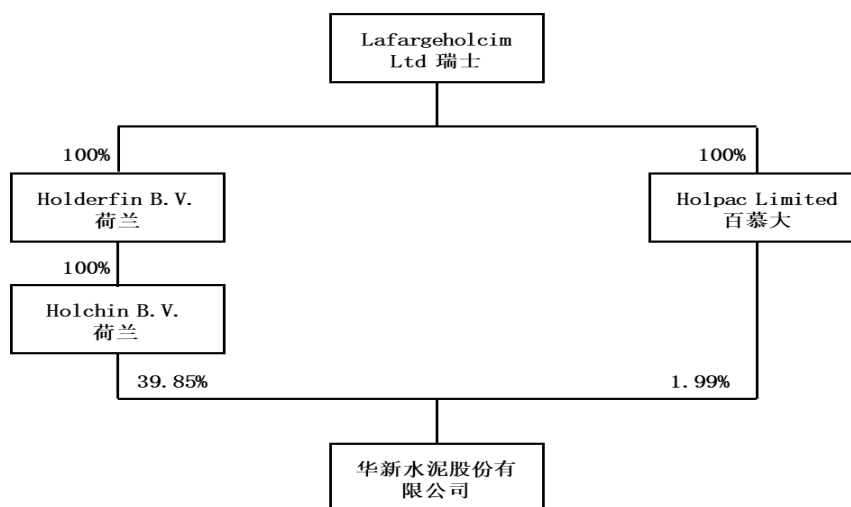 Lafargeholcim
Ltd 瑞士
100%
100%
Holderfin B.V.
荷兰
Holpac Limited
百慕大
100%
Holchin B.V.
荷兰
39.85%
1.99%
华新水泥股份有
限公司